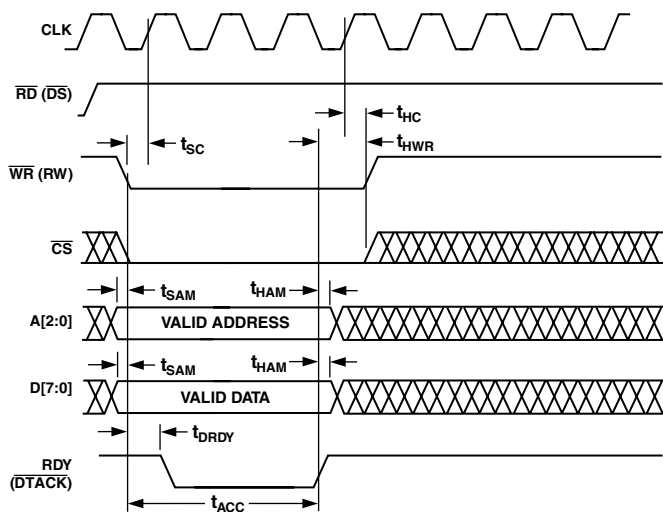 CLK
RD (DS)
tHC
tSC
tHWR
WR (RW)
CS
tSAM
tHAM
A[2:0]
VALID ADDRESS
tSAM
tHAM
D[7:0]
VALID DATA
tDRDY
RDY
(DTACK)
tACC